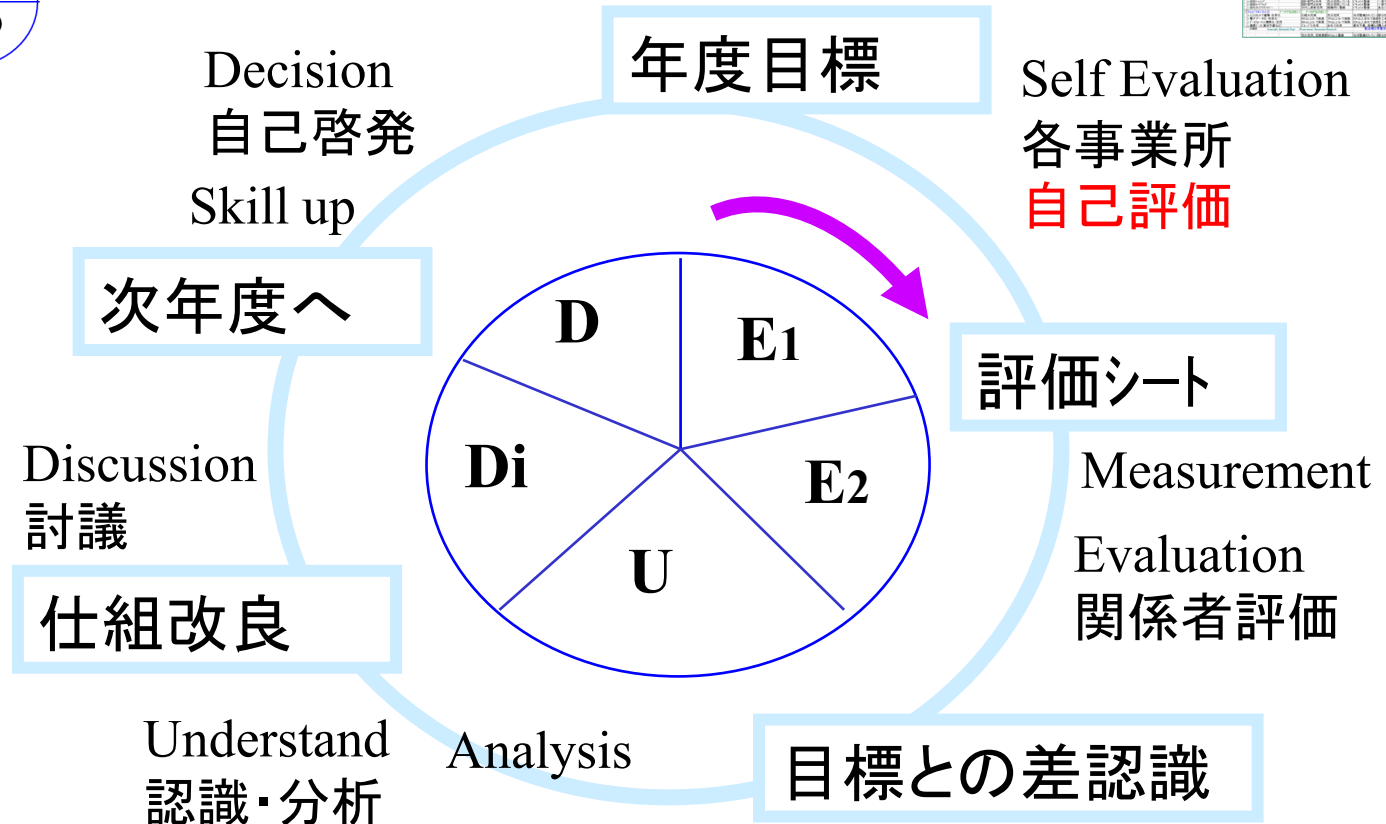 年度目標
Decision
自己啓発
Skill up
Self Evaluation
各事業所
自己評価
次年度へ
D
E1
評価シート
Discussion
討議
Di
E2
Measurement
U
Evaluation
関係者評価
仕組改良
Understand
認識・分析
Analysis
目標との差認識